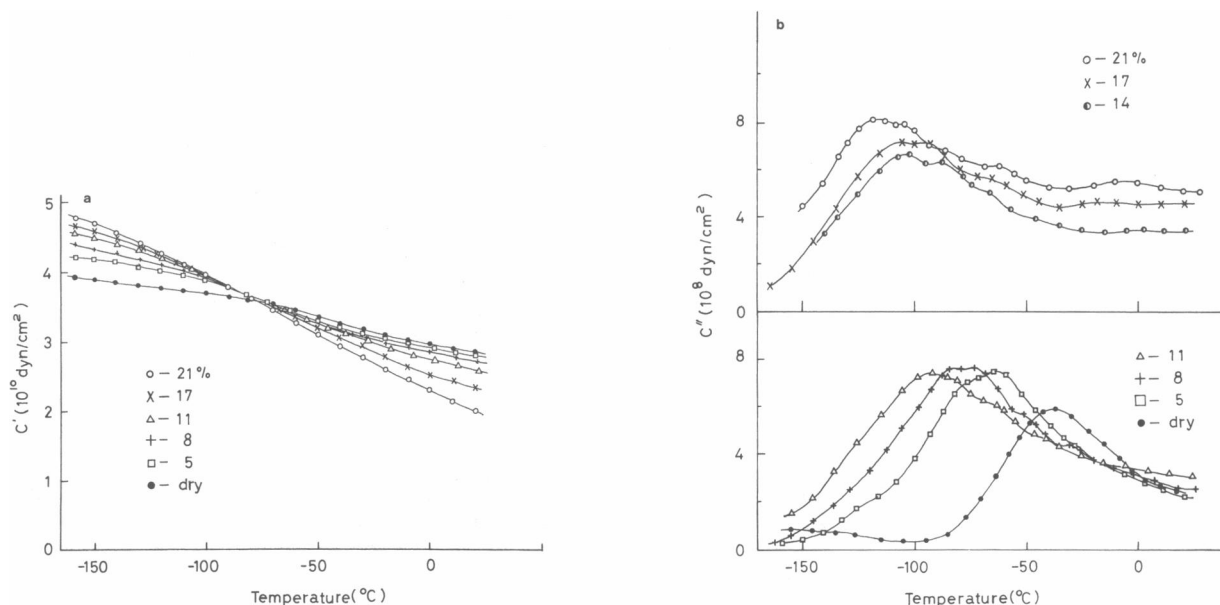 a
5
4
3
2
1
0
C' (10¹⁰ dyn/cm²)
○ – 21%
× – 17
△ – 11
+ – 8
□ – 5
● – dry
-150
-100
-50
0
Temperature(°C)
b
8
4
0
C'' (10⁸ dyn/cm²)
○ – 21%
× – 17
◐ – 14
8
4
0
△ – 11
+ – 8
□ – 5
● – dry
-150
-100
-50
0
Temperature(°C)